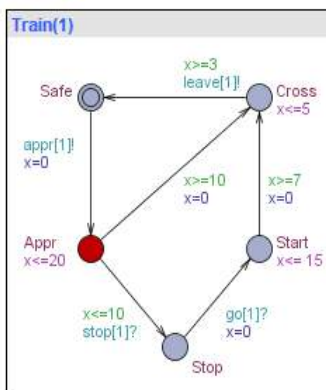 Train(1)
x>=3
leave[1]!
Safe
Cross
x<=5
appr[1]!
x=0
x>=10
x=0
x>=7
x=0
Appr
x<=20
Start
x<= 15
x<=10
stop[1]?
go[1]?
x=0
Stop